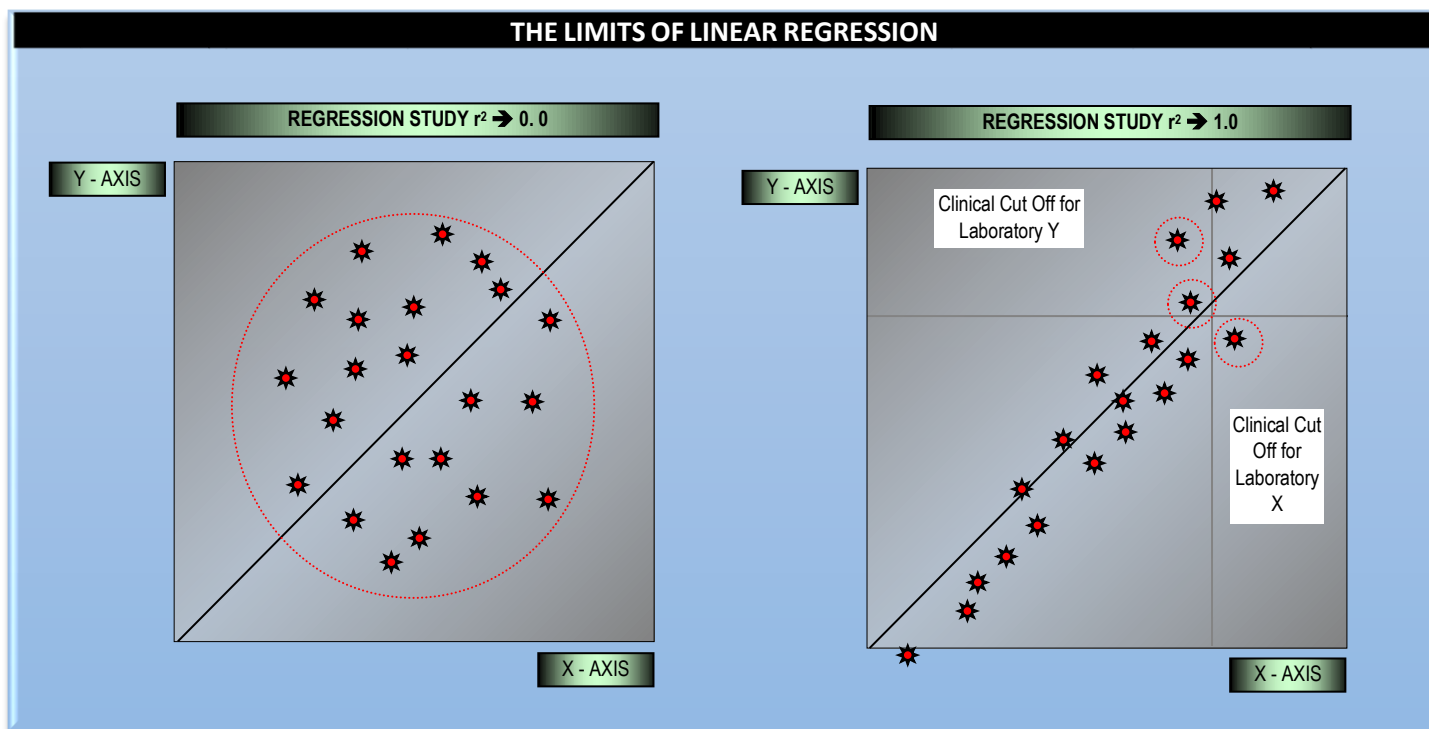 THE LIMITS OF LINEAR REGRESSION
REGRESSION STUDY r² ➔ 0. 0
Y - AXIS
X - AXIS
REGRESSION STUDY r² ➔ 1.0
Y - AXIS
Clinical Cut Off for
Laboratory Y
Clinical Cut
Off for
Laboratory
X
X - AXIS